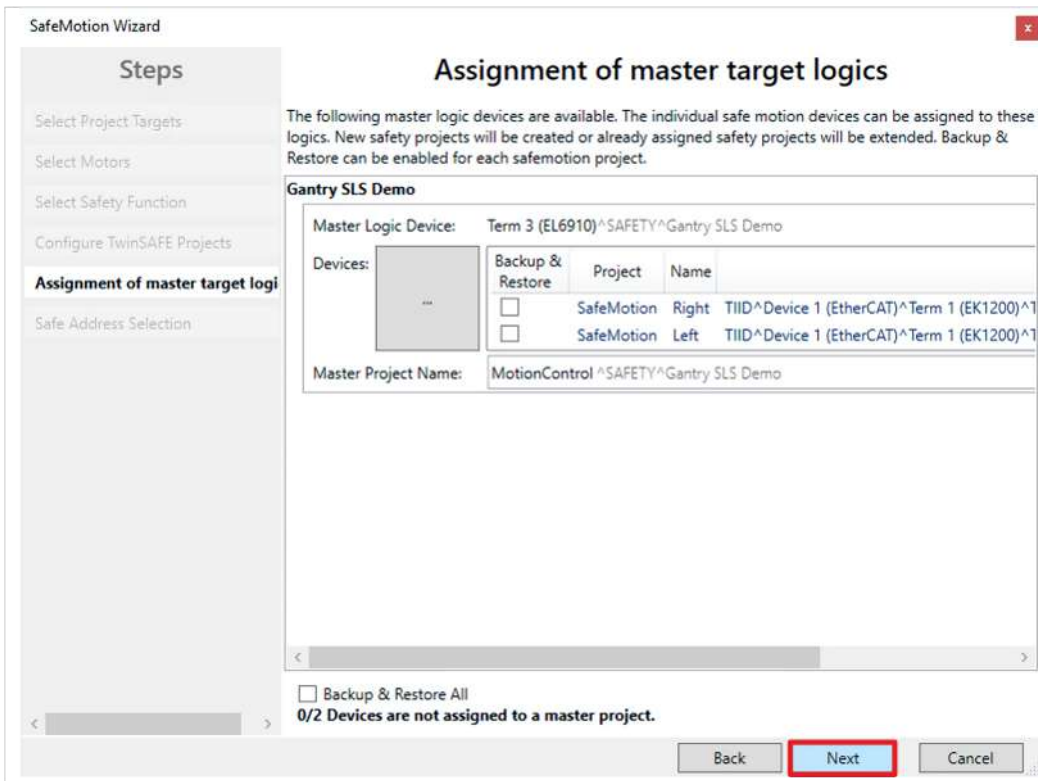 SafeMotion Wizard
x
Steps
Select Project Targets
Select Motors
Select Safety Function
Configure TwinSAFE Projects
Assignment of master target logi
Safe Address Selection
Assignment of master target logics
The following master logic devices are available. The individual safe motion devices can be assigned to these
logics. New safety projects will be created or already assigned safety projects will be extended. Backup &
Restore can be enabled for each safemotion project.
Gantry SLS Demo
Master Logic Device: Term 3 (EL6910)^SAFETY^Gantry SLS Demo
Devices:
...
Backup &
Restore
Project Name
SafeMotion Right TIID^Device 1 (EtherCAT)^Term 1 (EK1200)^T
SafeMotion Left TIID^Device 1 (EtherCAT)^Term 1 (EK1200)^T
Master Project Name: MotionControl ^SAFETY^Gantry SLS Demo
Backup & Restore All
0/2 Devices are not assigned to a master project.
Back Next Cancel